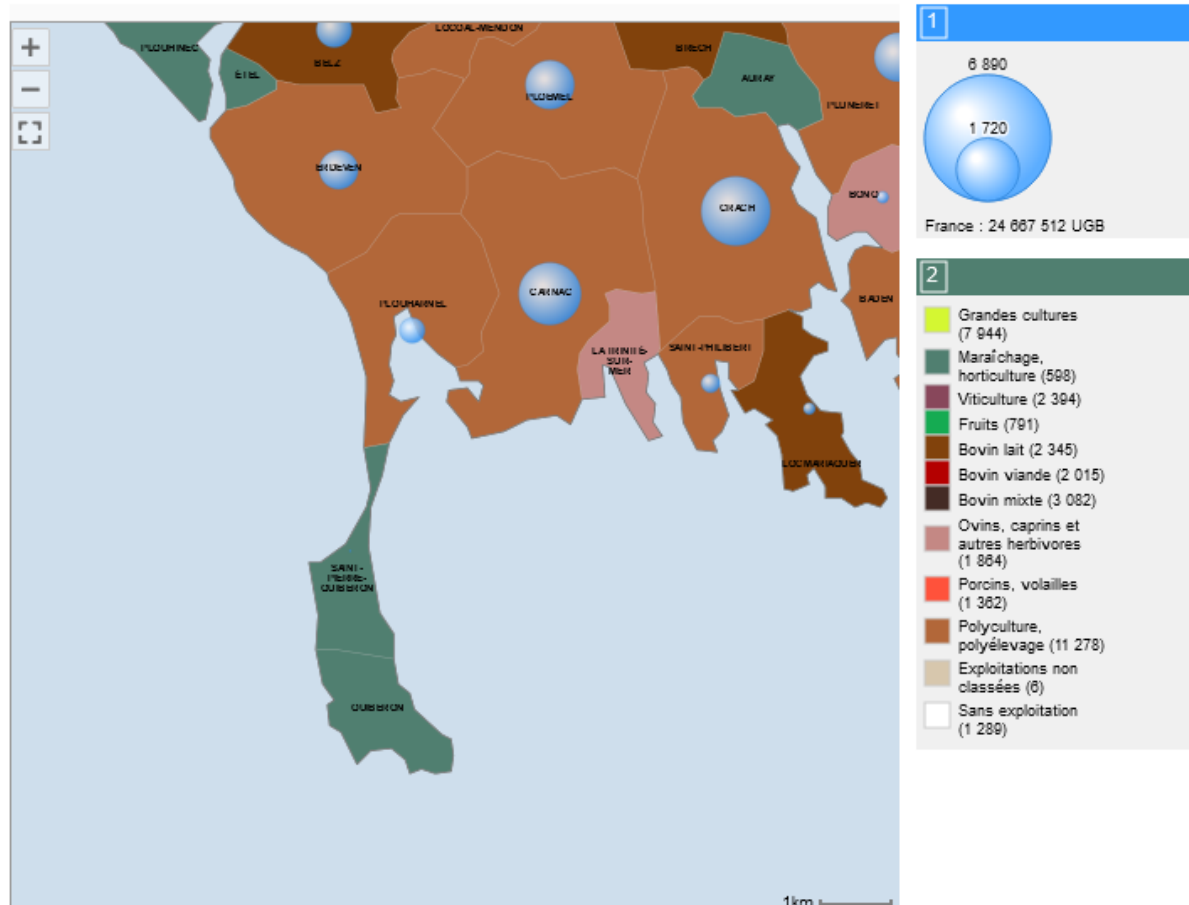 +
−
PLOUHINEC
ÉTEL
BELZ
LOCOAL-MENDON
BRECH
AURAY
PLOEMEL
PLUNERET
ERDEVEN
BONO
CRACH
CARNAC
BADEN
PLOUHARNEL
LA TRINITÉ-
SUR-
MER
SAINT-PHILIBERT
LOCMARIAQUER
SAINT-
PIERRE-
QUIBERON
QUIBERON
1km
1
6 890
1 720
France : 24 667 512 UGB
2
Grandes cultures
(7 944)
Maraîchage,
horticulture (598)
Viticulture (2 394)
Fruits (791)
Bovin lait (2 345)
Bovin viande (2 015)
Bovin mixte (3 082)
Ovins, caprins et
autres herbivores
(1 864)
Porcins, volailles
(1 362)
Polyculture,
polyélevage (11 278)
Exploitations non
classées (6)
Sans exploitation
(1 289)